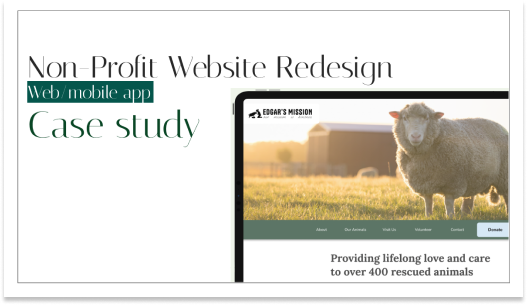 Non-Profit Website Redesign
Web/mobile app
Case study
EDGAR'S MISSION
About Our Animals Visit Us Volunteer Contact Donate
Providing lifelong love and care
to over 400 rescued animals